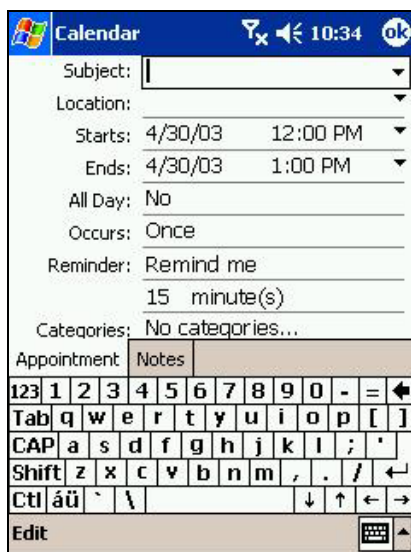 Calendar 10:34 ok
Subject:
Location:
Starts: 4/30/03 12:00 PM
Ends: 4/30/03 1:00 PM
All Day: No
Occurs: Once
Reminder: Remind me
15 minute(s)
Categories: No categories...
Appointment Notes
123 1 2 3 4 5 6 7 8 9 0 - =
Tab q w e r t y u i o p [ ]
CAP a s d f g h j k l ; '
Shift z x c v b n m , . /
Ctl áü ` \ ↓ ↑ ← →
Edit